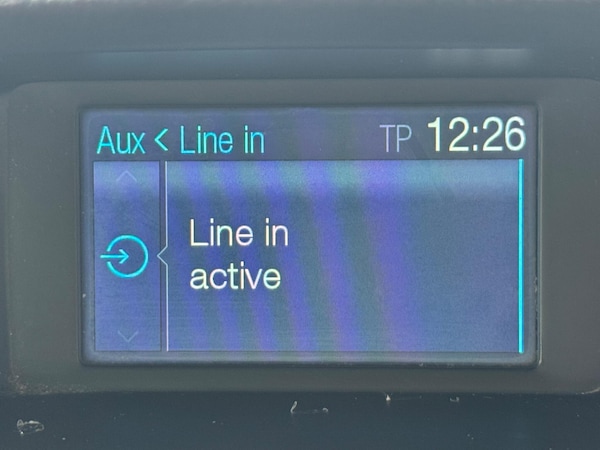 Aux < Line in TP 12:26
Line in
active